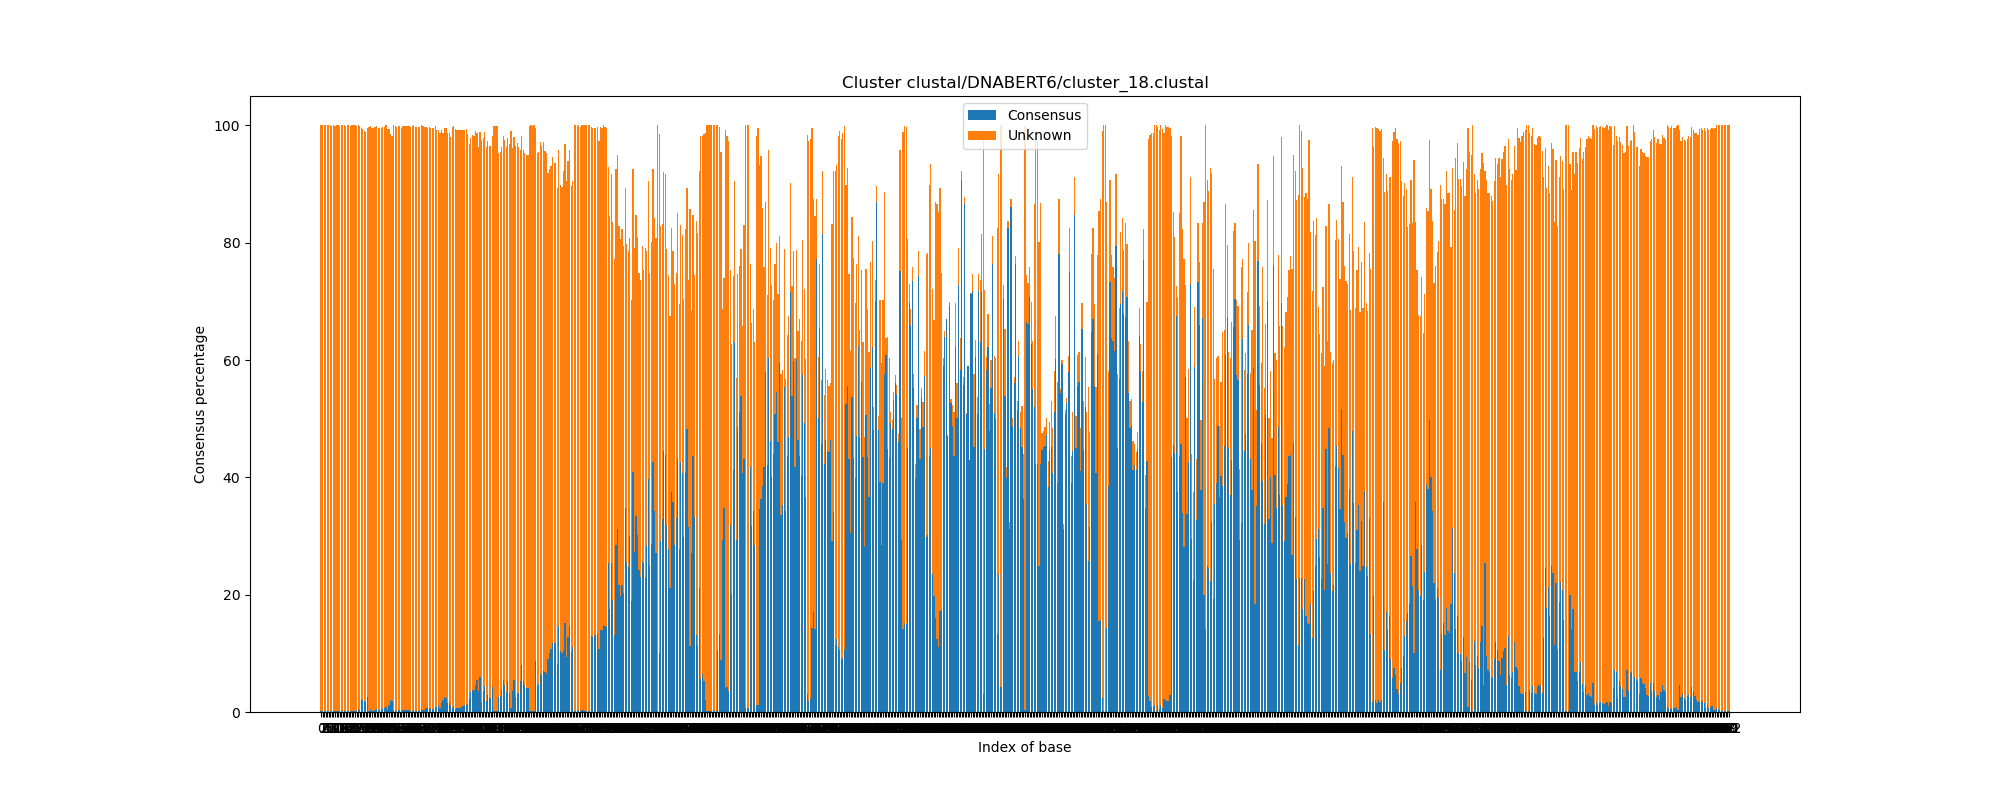 Cluster clustal/DNABERT6/cluster_18.clustal
Consensus
Unknown
100
80
60
40
20
0
Consensus percentage
Index of base